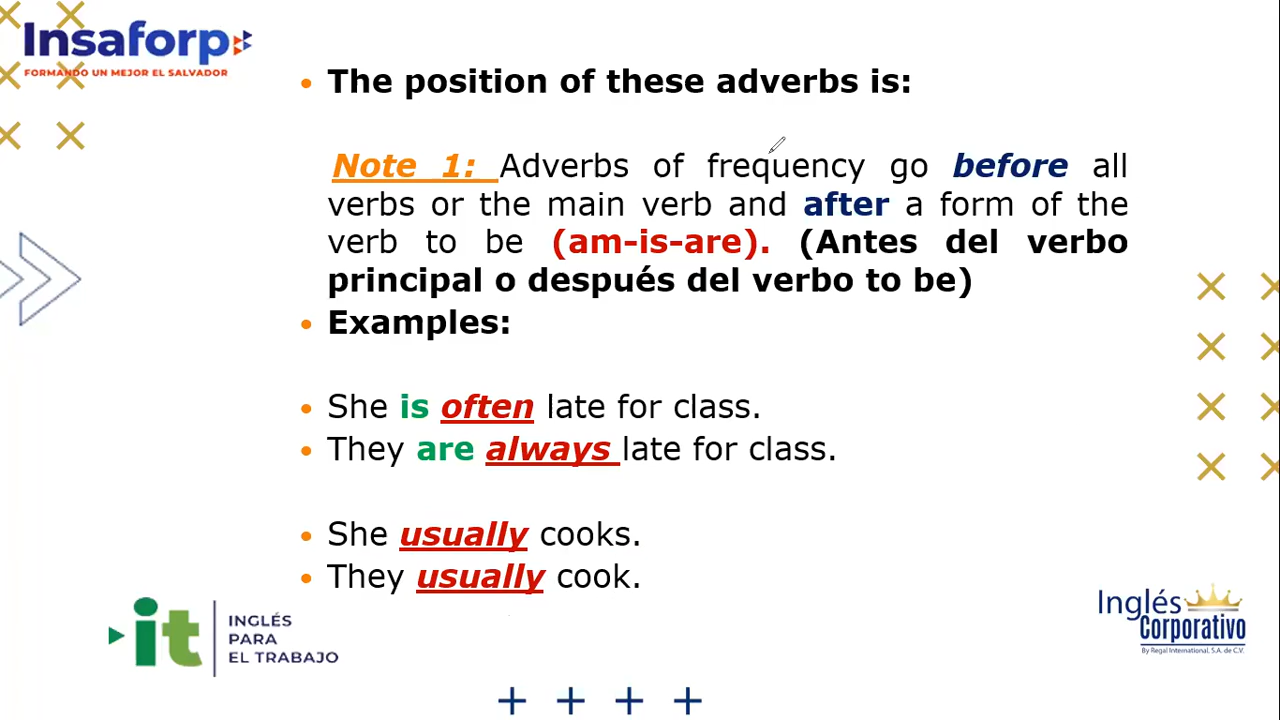 Insaforp
FORMANDO UN MEJOR EL SALVADOR
• The position of these adverbs is:
Note 1: Adverbs of frequency go before all
verbs or the main verb and after a form of the
verb to be (am-is-are). (Antes del verbo
principal o después del verbo to be)
• Examples:
• She is often late for class.
• They are always late for class.
• She usually cooks.
• They usually cook.
it
INGLÉS
PARA
EL TRABAJO
Inglés
Corporativo
By Regal International, S.A. de C.V.